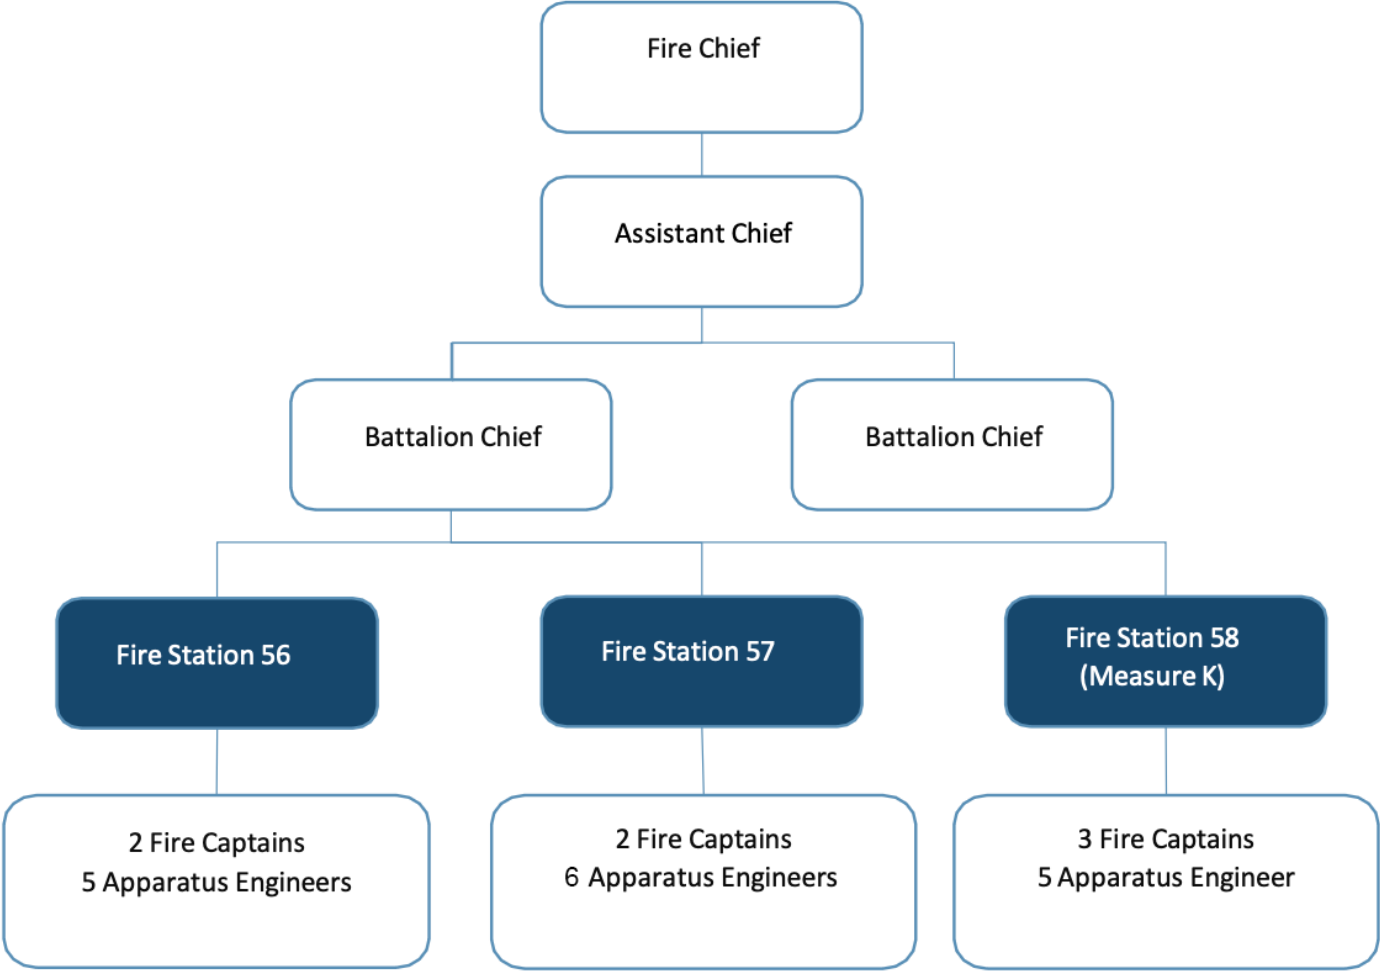 Fire Chief
Assistant Chief
Battalion Chief
Battalion Chief
Fire Station 56
Fire Station 57
Fire Station 58
(Measure K)
2 Fire Captains
5 Apparatus Engineers
2 Fire Captains
6 Apparatus Engineers
3 Fire Captains
5 Apparatus Engineer